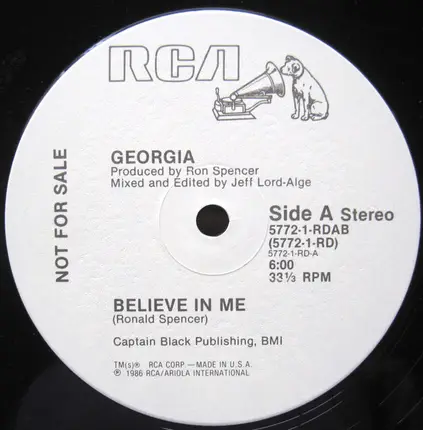 RCA
NOT FOR SALE
GEORGIA
Produced by Ron Spencer
Mixed and Edited by Jeff Lord-Alge
Side A Stereo
5772-1-RDAB
(5772-1-RD)
5772-1-RD-A
6:00
33⅓ RPM
BELIEVE IN ME
(Ronald Spencer)
Captain Black Publishing, BMI
TM(s)® RCA CORP — MADE IN U.S.A.
℗ 1986 RCA/ARIOLA INTERNATIONAL